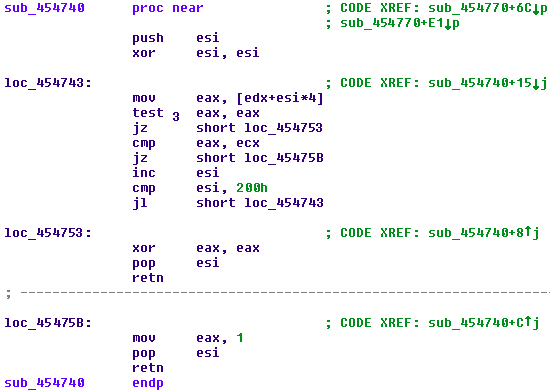 sub_454740 proc near ; CODE XREF: sub_454770+6C↓p
; sub_454770+E1↓p
push esi
xor esi, esi
loc_454743: ; CODE XREF: sub_454740+15↓j
mov eax, [edx+esi*4]
test 3 eax, eax
jz short loc_454753
cmp eax, ecx
jz short loc_45475B
inc esi
cmp esi, 200h
jl short loc_454743
loc_454753: ; CODE XREF: sub_454740+8↑j
xor eax, eax
pop esi
retn
; ---------------------------------------------------------------------------
loc_45475B: ; CODE XREF: sub_454740+C↑j
mov eax, 1
pop esi
retn
sub_454740 endp